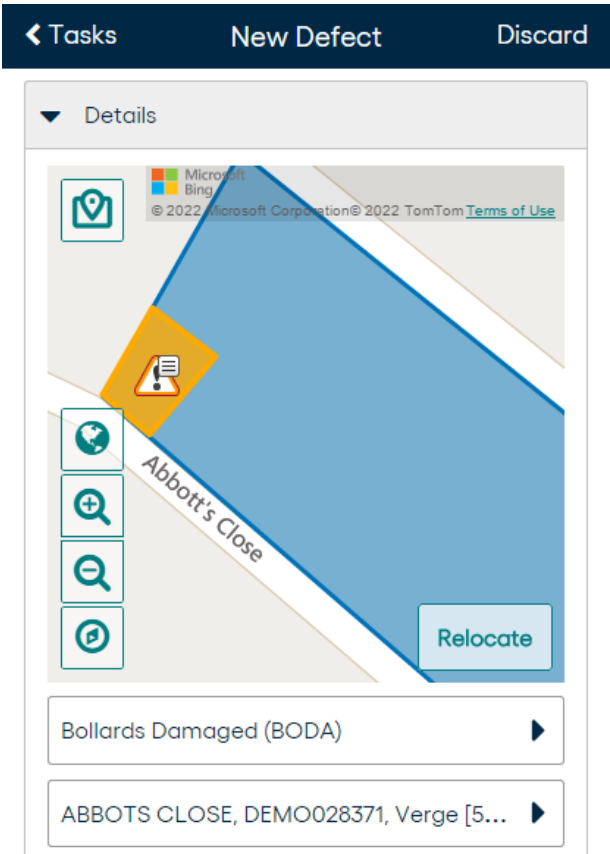 Tasks New Defect Discard
Details
Microsoft
Bing
© 2022 Microsoft Corporation© 2022 TomTom Terms of Use
Abbott's Close
Relocate
Bollards Damaged (BODA)
ABBOTS CLOSE, DEMO028371, Verge [5...